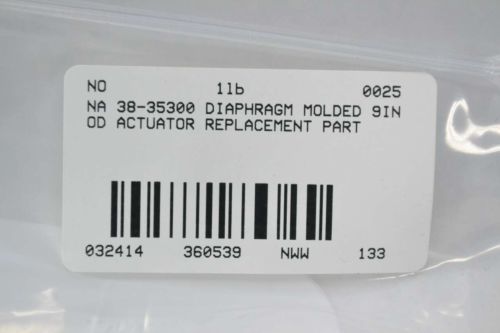 NO 1lb 0025
NA 38-35300 DIAPHRAGM MOLDED 9IN
OD ACTUATOR REPLACEMENT PART
032414 360539 NWW 133